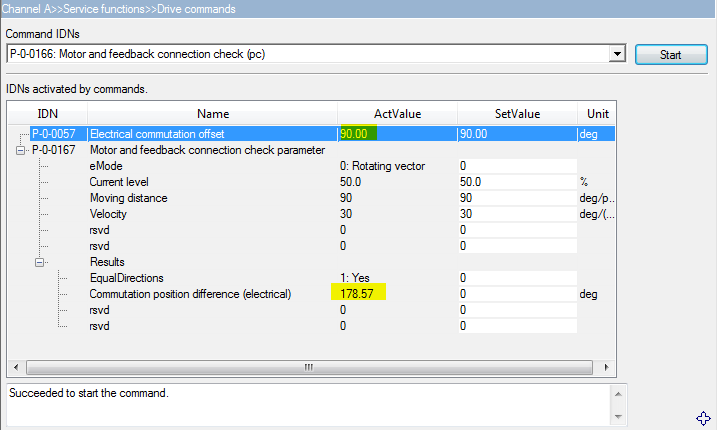 Channel A>>Service functions>>Drive commands
Command IDNs
P-0-0166: Motor and feedback connection check (pc) Start
IDNs activated by commands.
IDN Name ActValue SetValue Unit
P-0-0057 Electrical commutation offset 90.00 90.00 deg
P-0-0167 Motor and feedback connection check parameter
eMode 0: Rotating vector 0
Current level 50.0 50.0 %
Moving distance 90 90 deg/p...
Velocity 30 30 deg/(...
rsvd 0 0
rsvd 0 0
Results
EqualDirections 1: Yes 0
Commutation position difference (electrical) 178.57 0 deg
rsvd 0 0
rsvd 0 0
Succeeded to start the command.